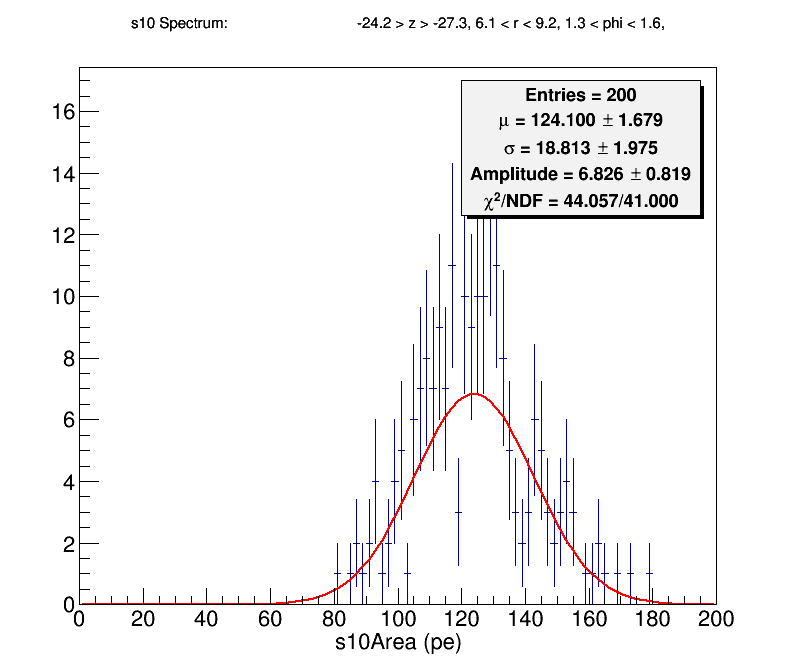 s10 Spectrum: -24.2 > z > -27.3, 6.1 < r < 9.2, 1.3 < phi < 1.6,
Entries = 200
μ = 124.100 ± 1.679
σ = 18.813 ± 1.975
Amplitude = 6.826 ± 0.819
χ²/NDF = 44.057/41.000
16
14
12
10
8
6
4
2
0
0 20 40 60 80 100 120 140 160 180 200
s10Area (pe)